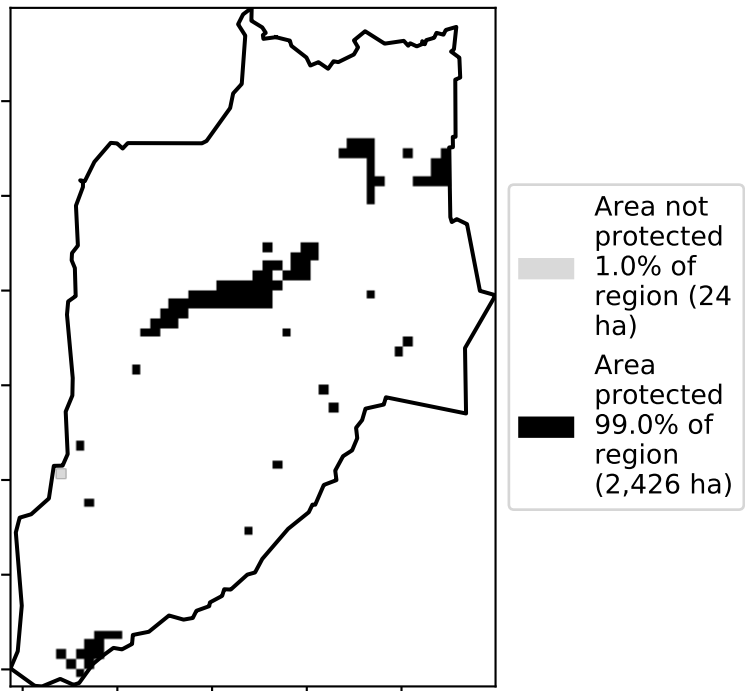 Area not
protected
1.0% of
region (24
ha)
Area
protected
99.0% of
region
(2,426 ha)